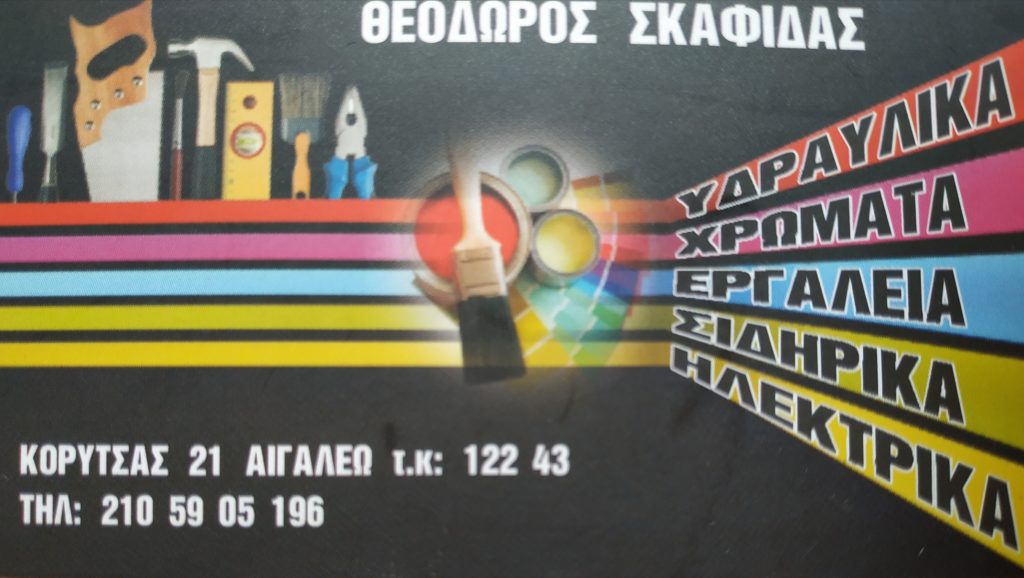 ΘΕΟΔΩΡΟΣ ΣΚΑΦΙΔΑΣ
ΥΔΡΑΥΛΙΚΑ
ΧΡΩΜΑΤΑ
ΕΡΓΑΛΕΙΑ
ΣΙΔΗΡΙΚΑ
ΗΛΕΚΤΡΙΚΑ
ΚΟΡΥΤΣΑΣ 21 ΑΙΓΑΛΕΩ τ.κ: 122 43
ΤΗΛ: 210 59 05 196